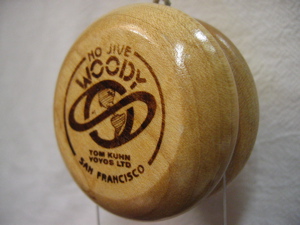 NO JIVE
WOODY
TOM KUHN
YOYOS LTD
SAN FRANCISCO